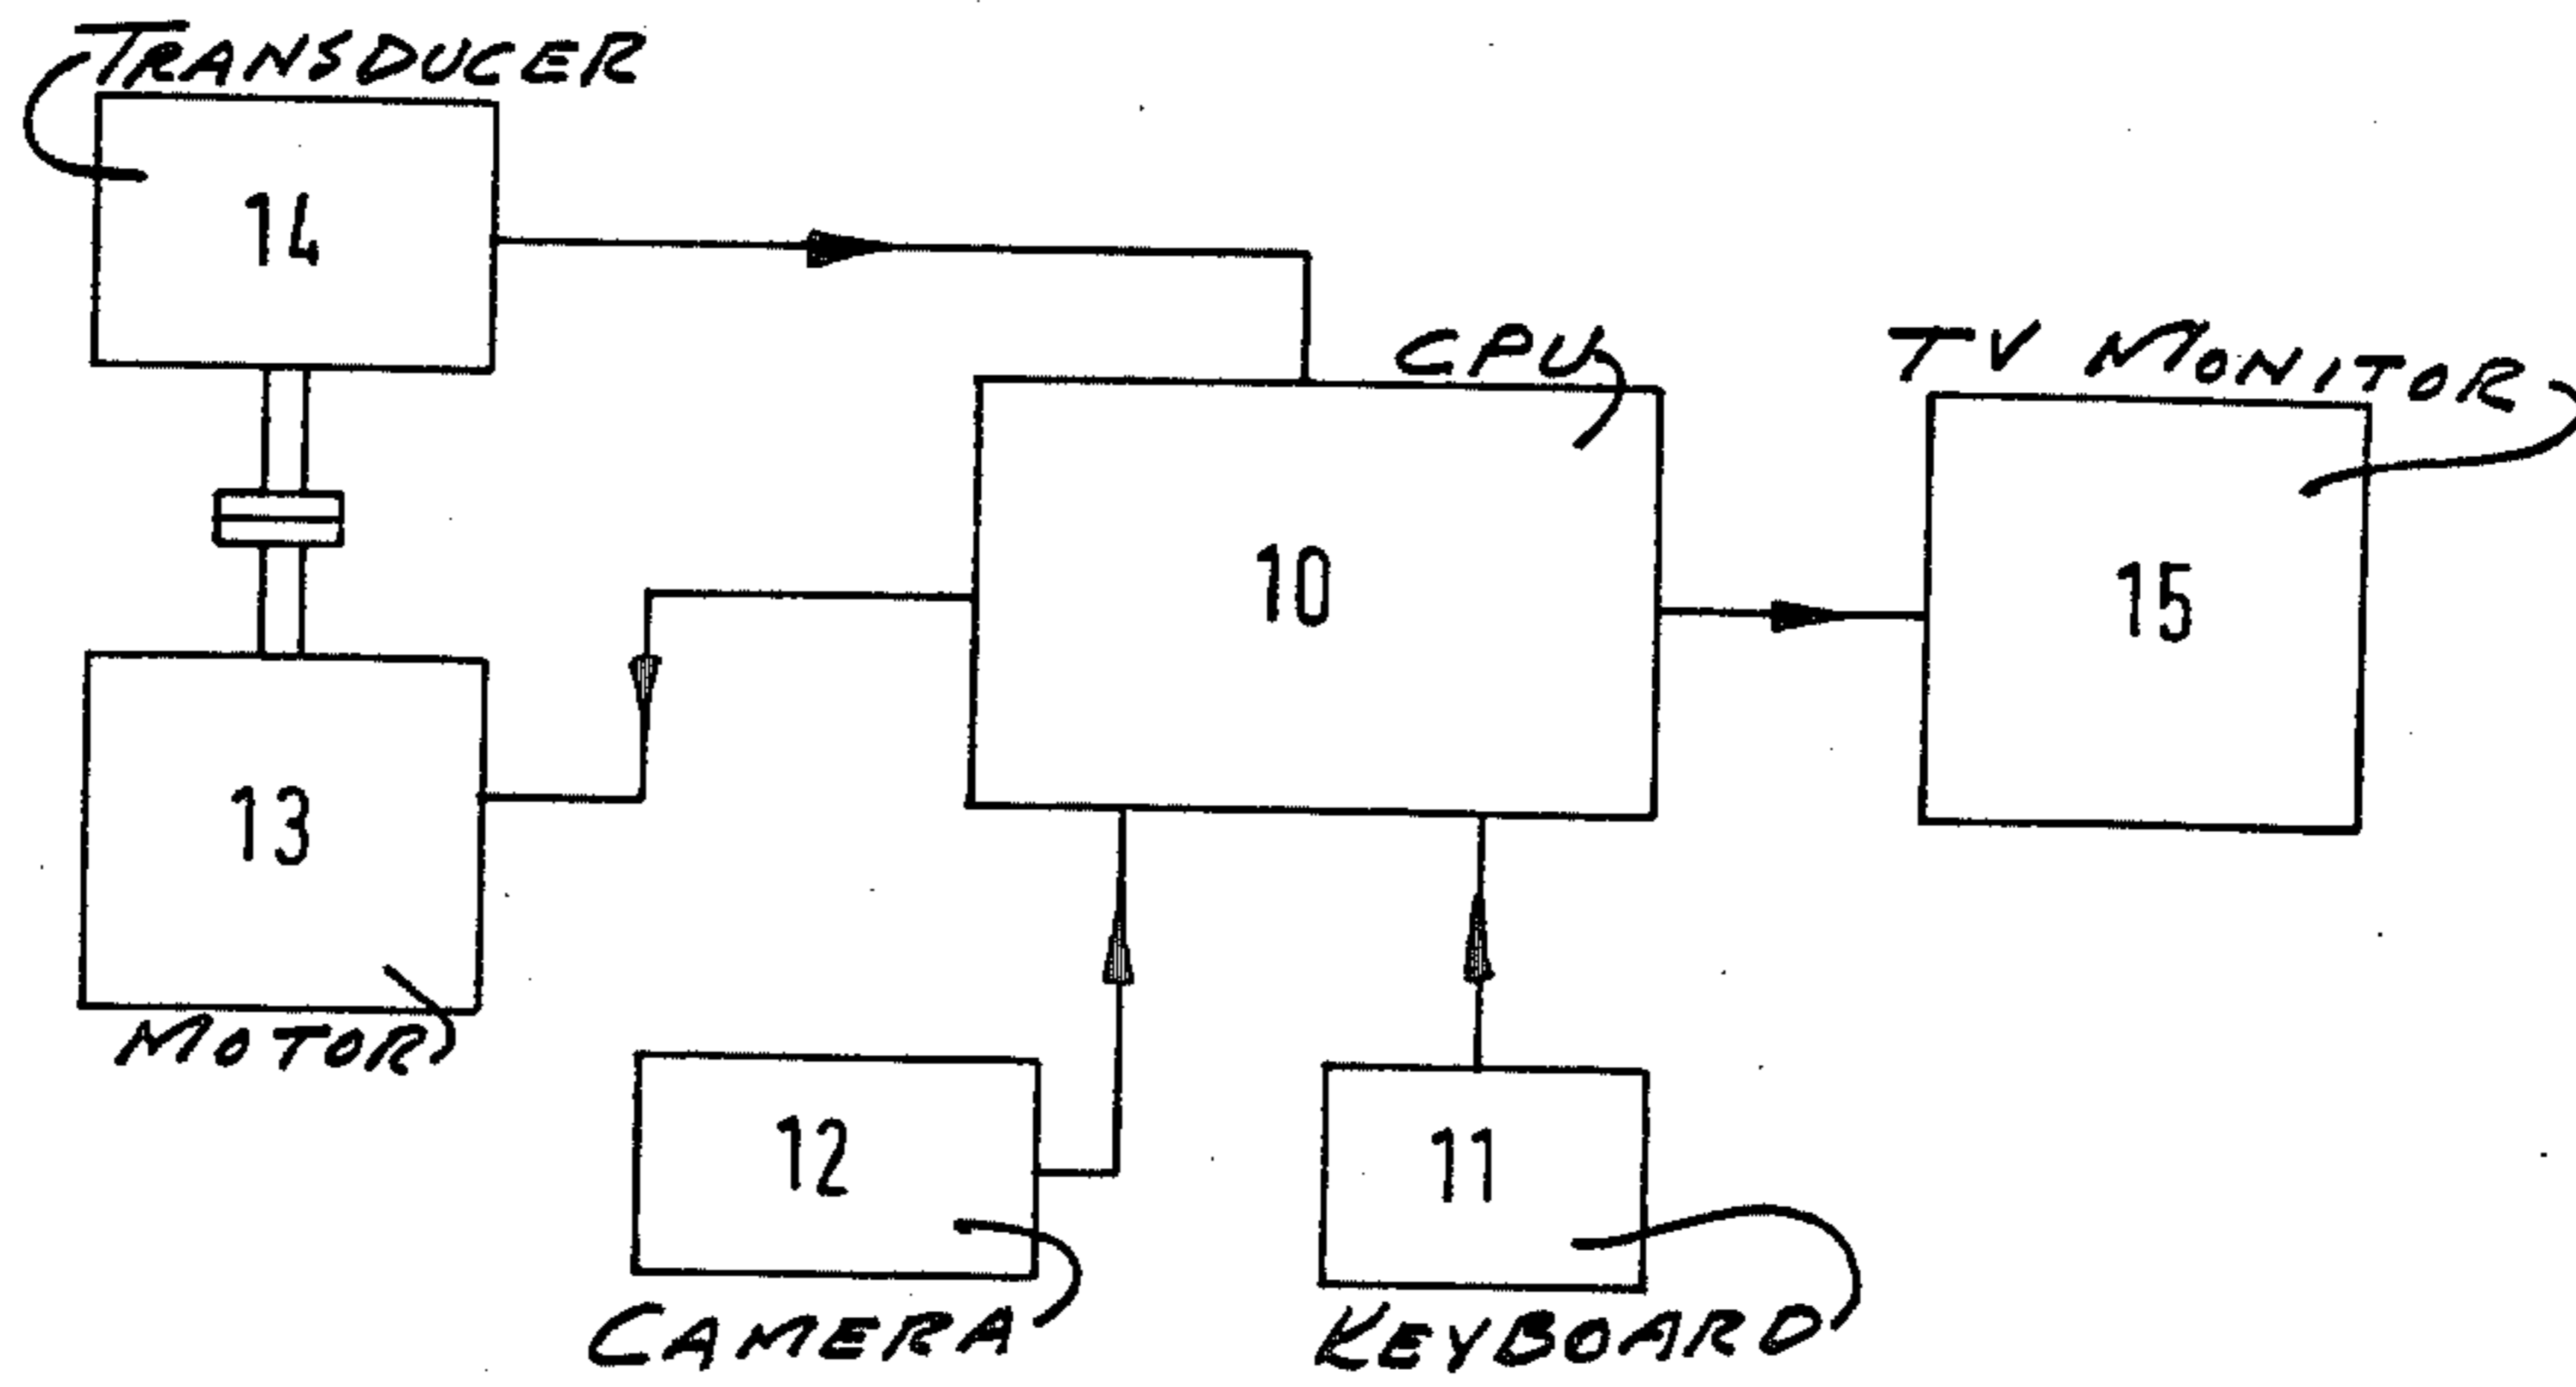 TRANSDUCER
14
CPU
TV MONITOR
10
15
13
MOTOR
12
11
CAMERA
KEYBOARD